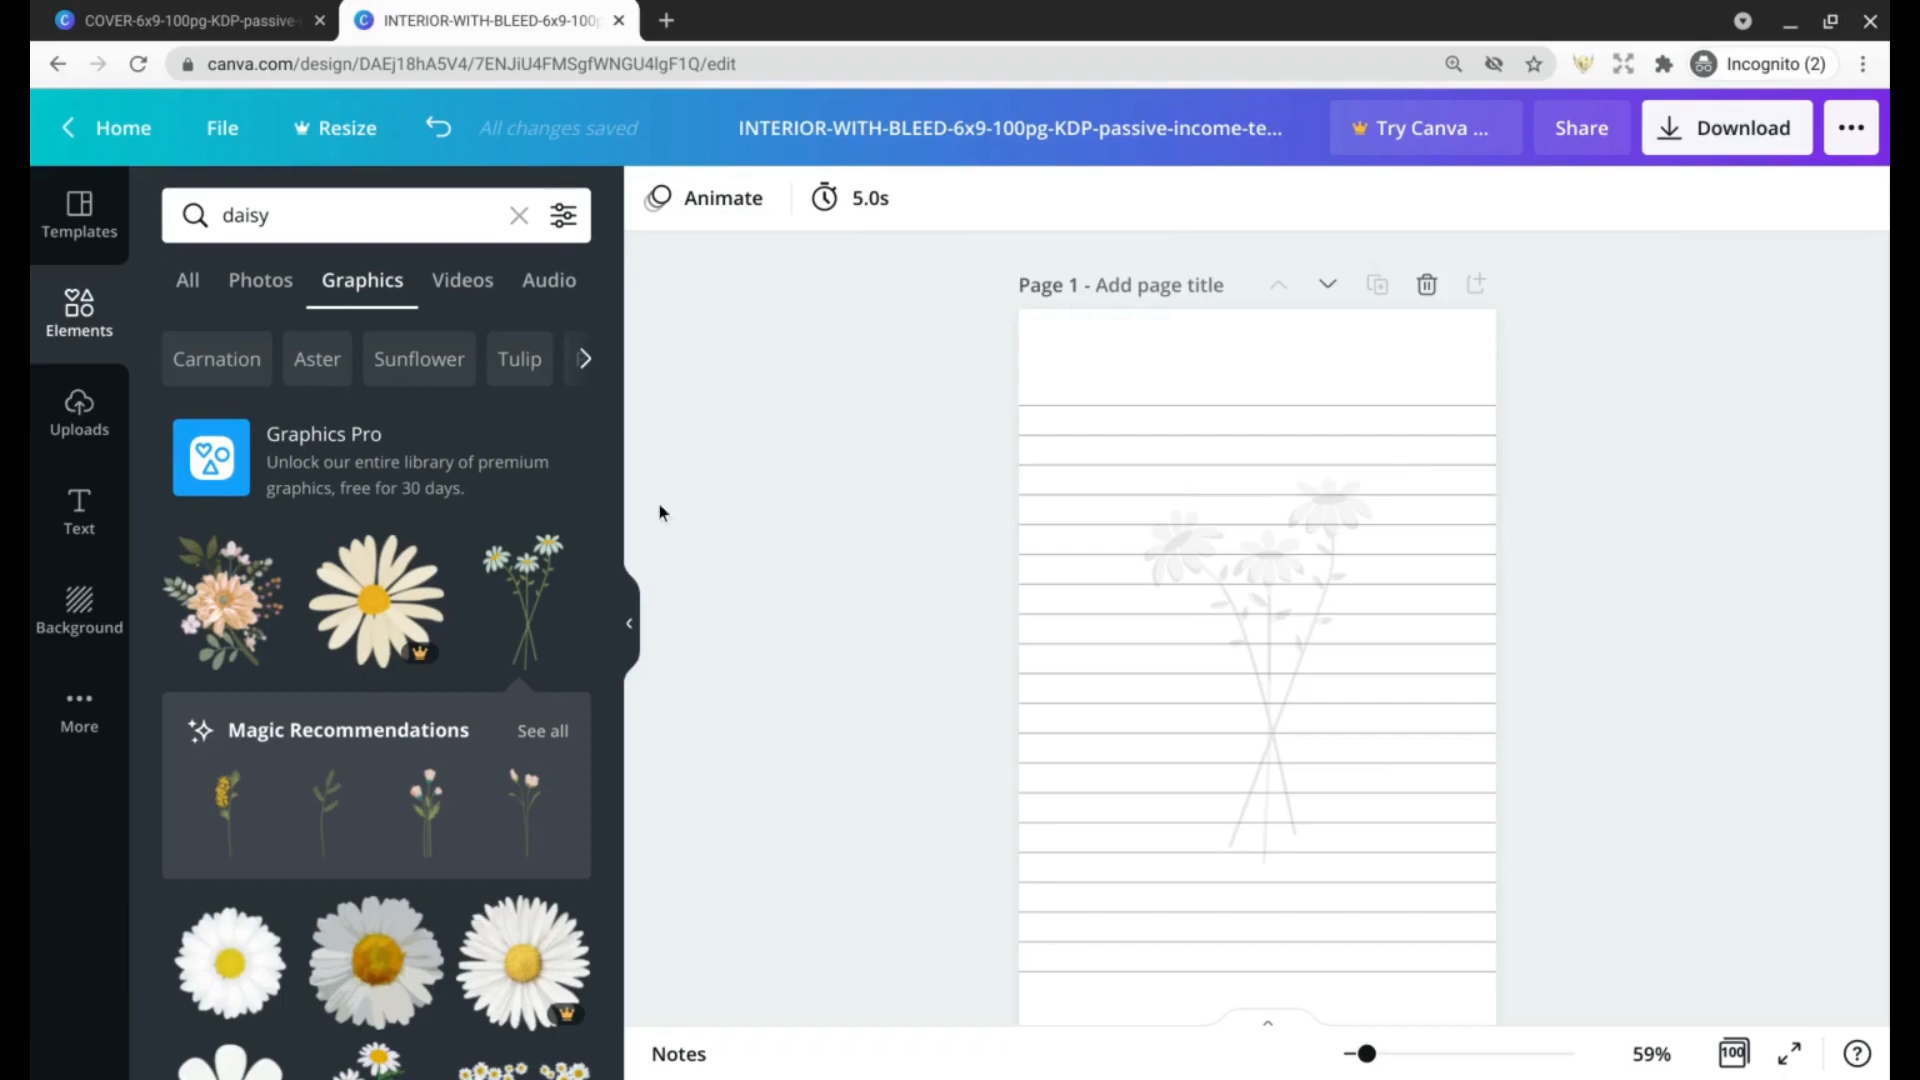 COVER-6x9-100pg-KDP-passive-
INTERIOR-WITH-BLEED-6x9-100p
canva.com/design/DAEj18hA5V4/7ENJiU4FMSgfWNGU4lgF1Q/edit
Incognito (2)
Home
File
Resize
All changes saved
INTERIOR-WITH-BLEED-6x9-100pg-KDP-passive-income-te...
Try Canva ...
Share
Download
Templates
Elements
Uploads
Text
Background
More
daisy
All
Photos
Graphics
Videos
Audio
Carnation
Aster
Sunflower
Tulip
Graphics Pro
Unlock our entire library of premium
graphics, free for 30 days.
Magic Recommendations
See all
Animate
5.0s
Page 1 - Add page title
Notes
59%
100